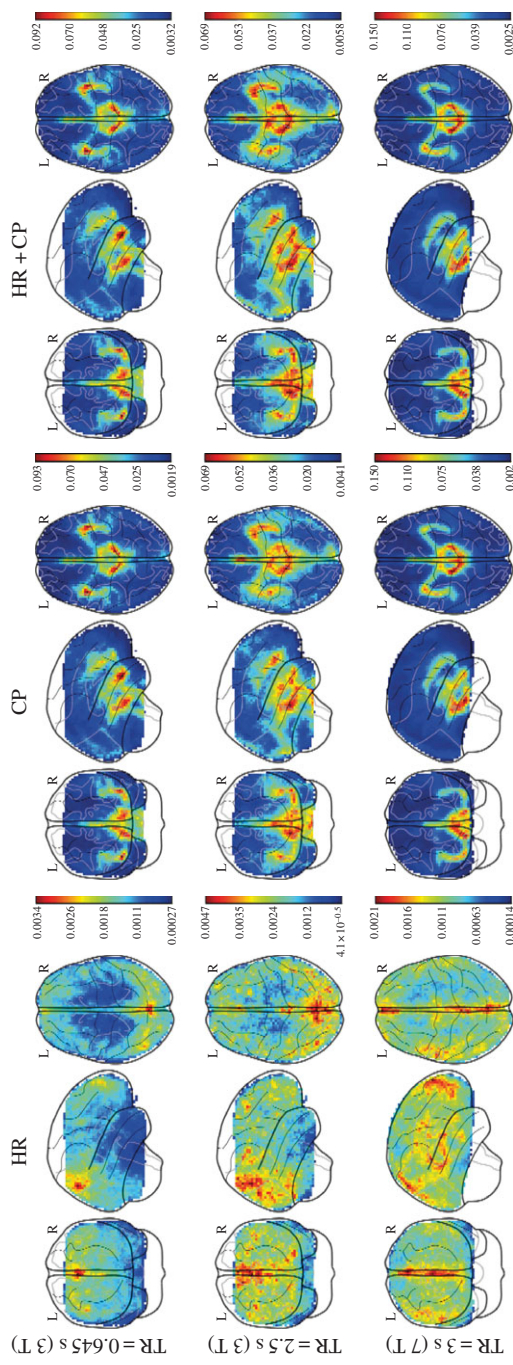 HR
CP
HR + CP
TR = 0.645 s (3 T)
L R
L R
0.0034
0.0026
0.0018
0.0011
0.00027
L R
L R
0.093
0.070
0.047
0.025
0.0019
L R
L R
0.092
0.070
0.048
0.025
0.0032
TR = 2.5 s (3 T)
L R
L R
0.0047
0.0035
0.0024
0.0012
4.1×10⁻⁰·⁵
L R
L R
0.069
0.052
0.036
0.020
0.0041
L R
L R
0.069
0.053
0.037
0.022
0.0058
TR = 3 s (7 T)
L R
L R
0.0021
0.0016
0.0011
0.00063
0.00014
L R
L R
0.150
0.110
0.075
0.038
0.002
L R
L R
0.150
0.110
0.076
0.039
0.0025